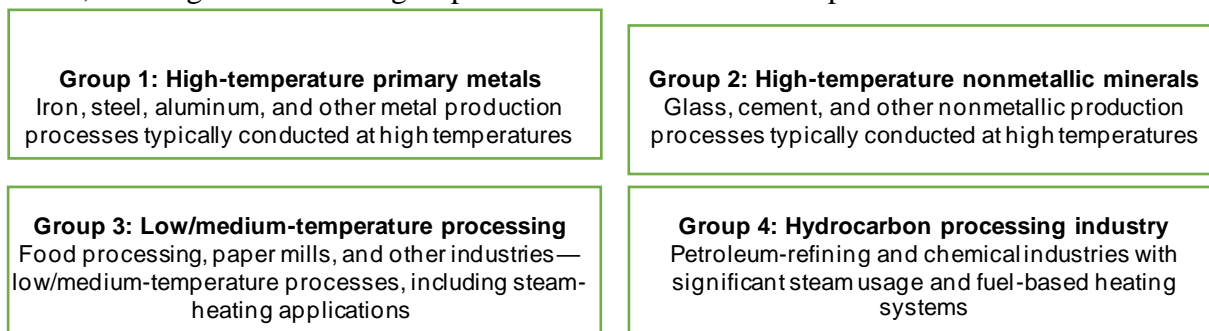 Group 1: High-temperature primary metals
Iron, steel, aluminum, and other metal production
processes typically conducted at high temperatures
Group 2: High-temperature nonmetallic minerals
Glass, cement, and other nonmetallic production
processes typically conducted at high temperatures
Group 3: Low/medium-temperature processing
Food processing, paper mills, and other industries—
low/medium-temperature processes, including steam-
heating applications
Group 4: Hydrocarbon processing industry
Petroleum-refining and chemical industries with
significant steam usage and fuel-based heating
systems